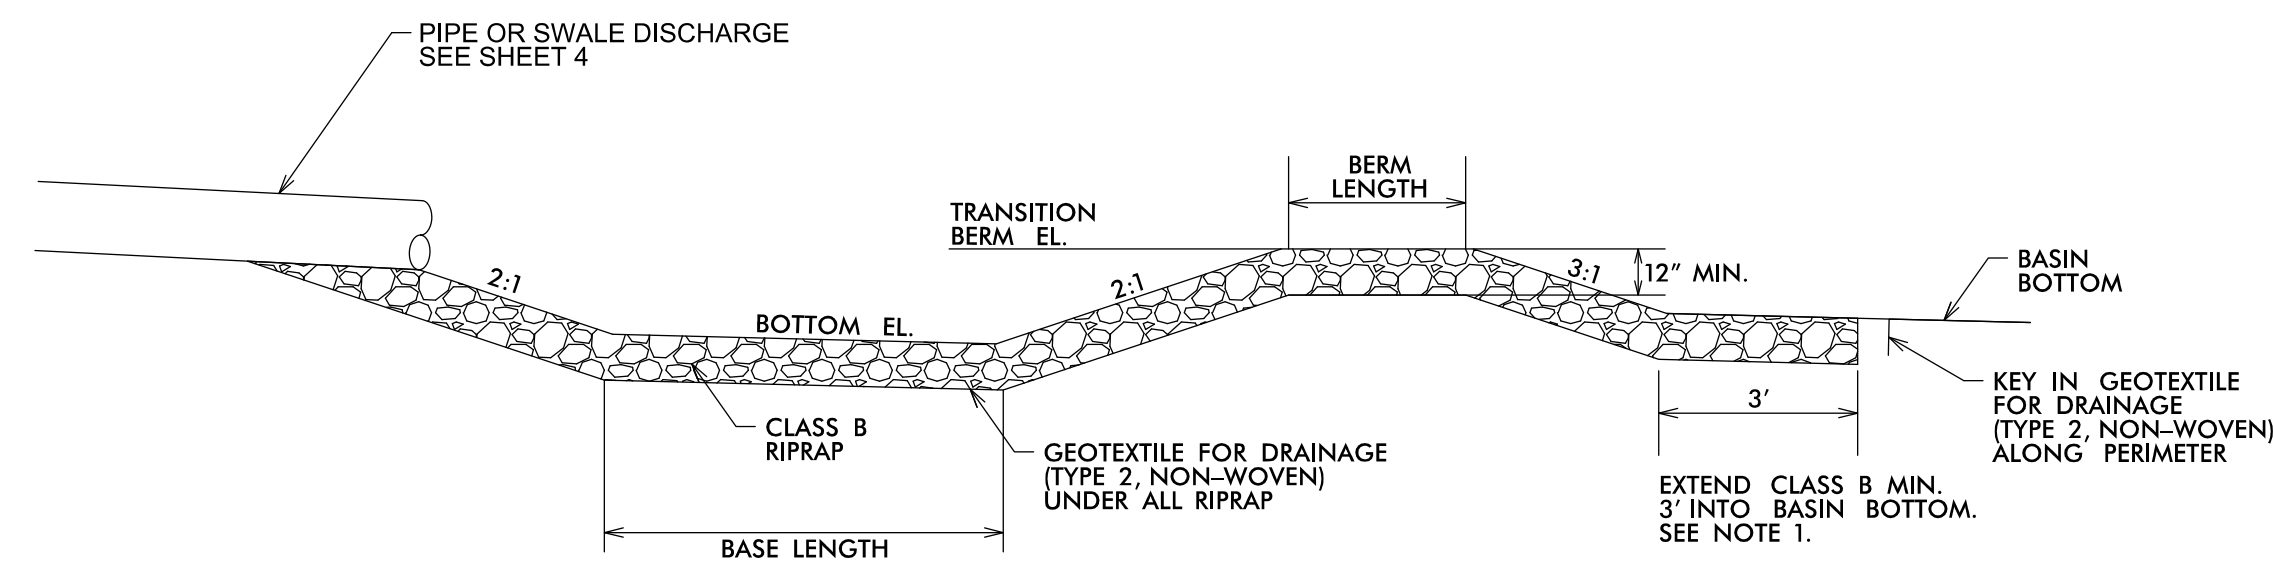 PIPE OR SWALE DISCHARGE
SEE SHEET 4
2:1
BOTTOM EL.
CLASS B
RIPRAP
BASE LENGTH
GEOTEXTILE FOR DRAINAGE
(TYPE 2, NON–WOVEN)
UNDER ALL RIPRAP
TRANSITION
BERM EL.
2:1
BERM
LENGTH
3:1
12" MIN.
3'
EXTEND CLASS B MIN.
3' INTO BASIN BOTTOM.
SEE NOTE 1.
BASIN
BOTTOM
KEY IN GEOTEXTILE
FOR DRAINAGE
(TYPE 2, NON–WOVEN)
ALONG PERIMETER